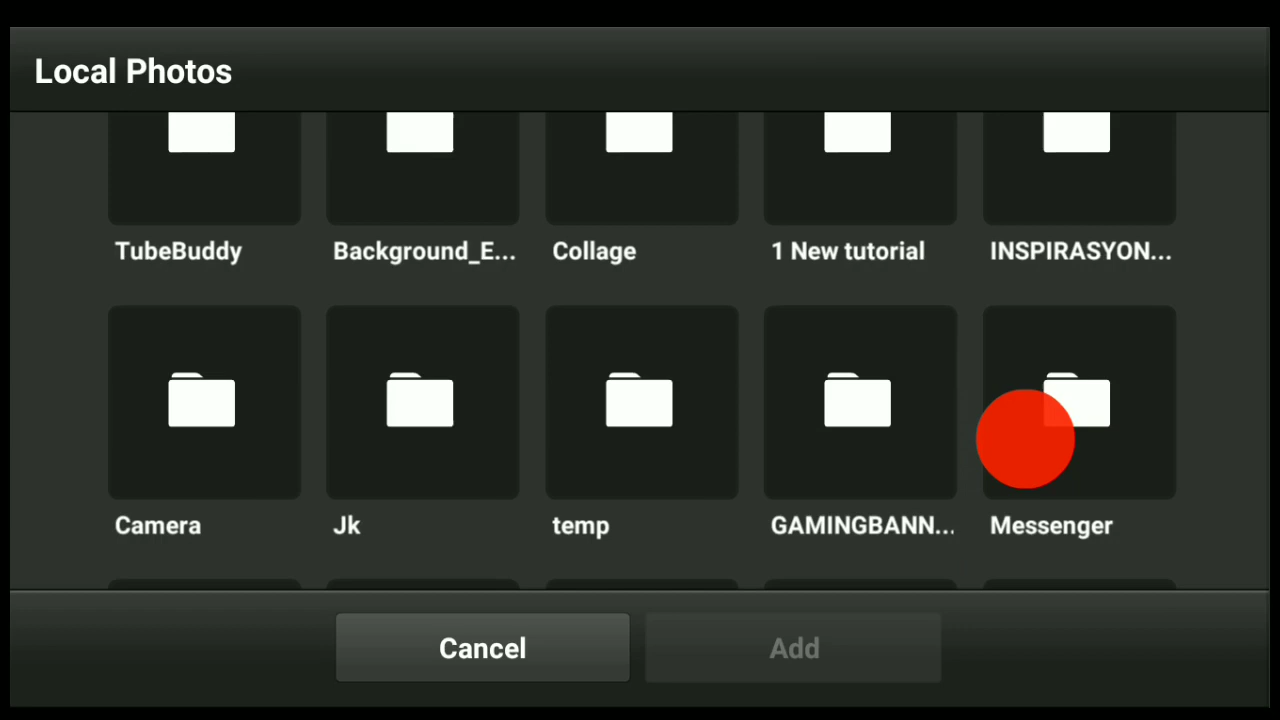 Local Photos
TubeBuddy
Background_E...
Collage
1 New tutorial
INSPIRASYON...
Camera
Jk
temp
GAMINGBANN...
Messenger
Cancel
Add